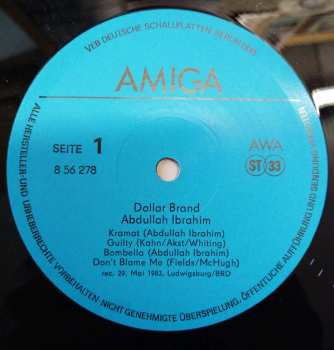 VEB DEUTSCHE SCHALLPLATTEN BERLIN DDR
AMIGA
SEITE 1
8 56 278
AWA
ST 33
Dollar Brand
Abdullah Ibrahim
Kramat (Abdullah Ibrahim)
Guilty (Kahn/Akst/Whiting)
Bombella (Abdullah Ibrahim)
Don't Blame Me (Fields/McHugh)
rec. 29. Mai 1983, Ludwigsburg/BRD
ALLE HERSTELLER- UND URHEBERRECHTE VORBEHALTEN · NICHT GENEHMIGTE ÜBERSPIELUNG, ÖFFENTLICHE AUFFÜHRUNG UND SENDUNG